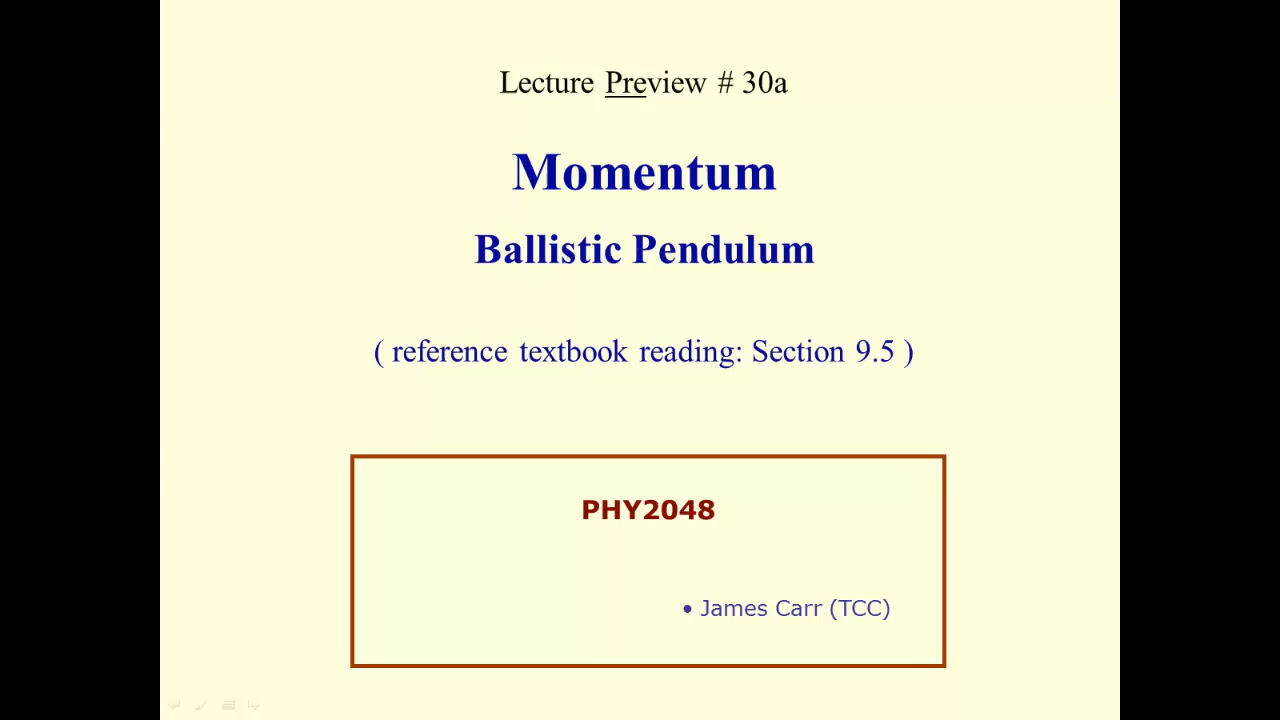 Lecture Preview # 30a
Momentum
Ballistic Pendulum
( reference textbook reading: Section 9.5 )
PHY2048
• James Carr (TCC)